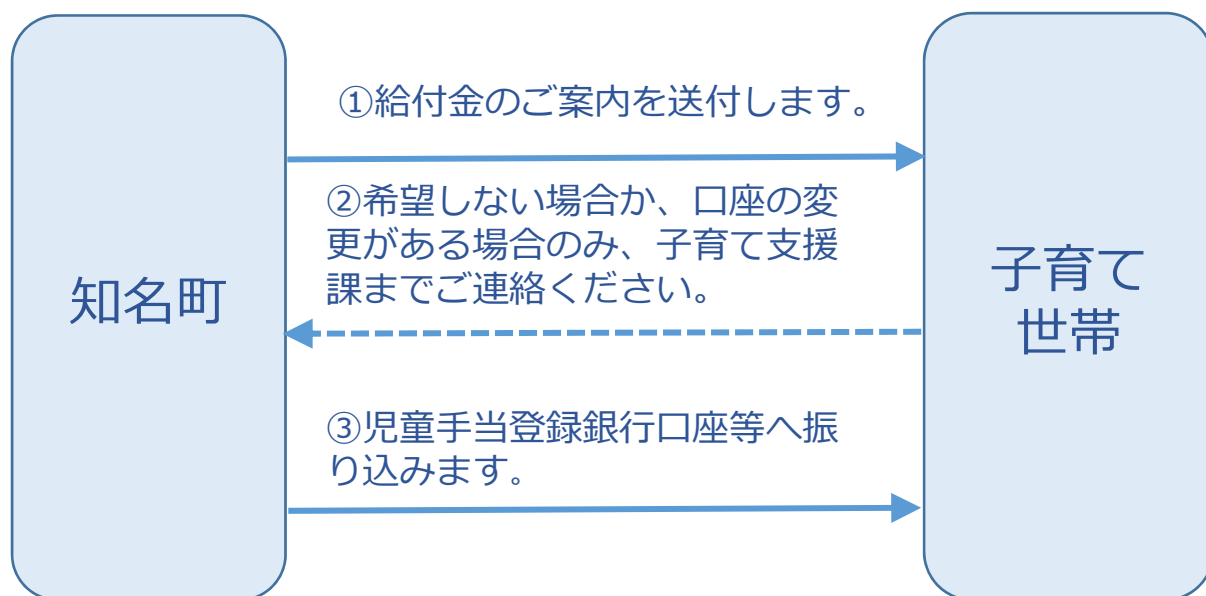 ①給付金のご案内を送付します。
②希望しない場合か、口座の変
更がある場合のみ、子育て支援
課までご連絡ください。
知名町
子育て
世帯
③児童手当登録銀行口座等へ振
り込みます。